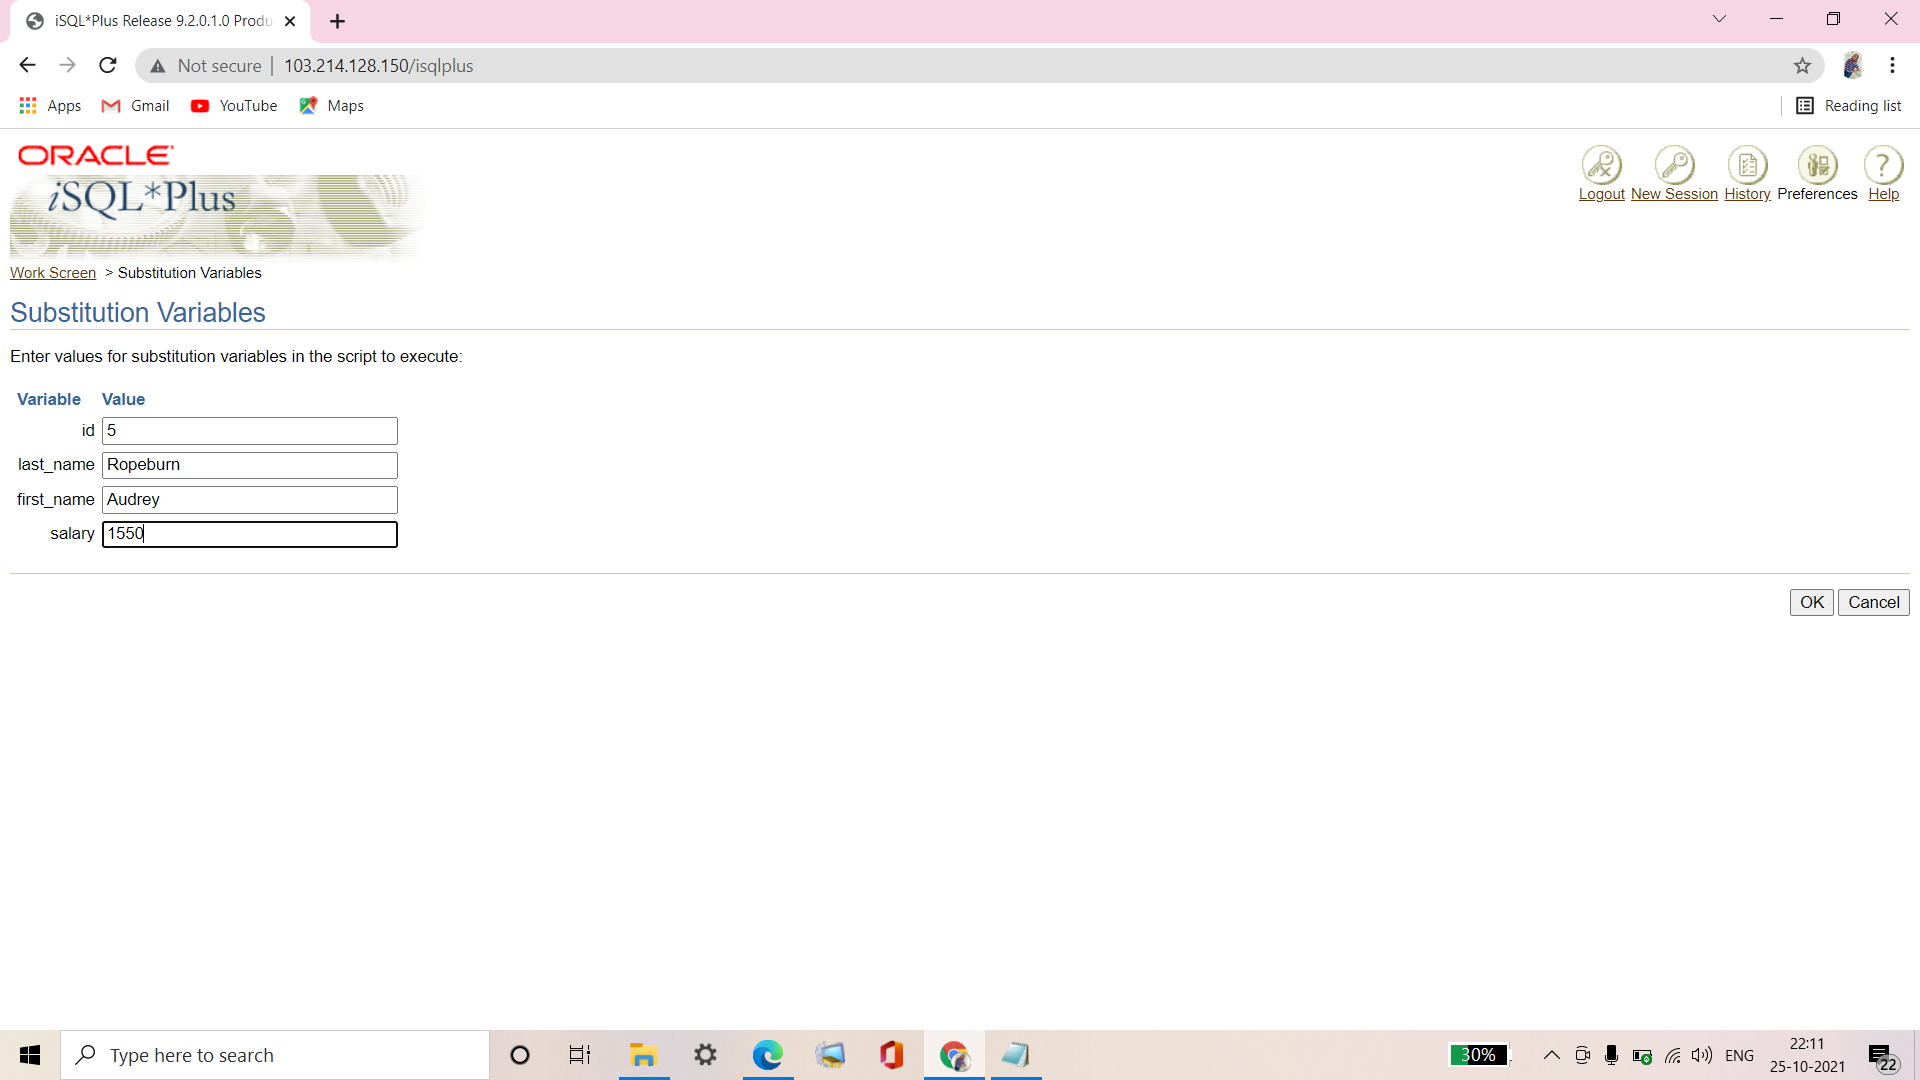 iSQL*Plus Release 9.2.0.1.0 Produ
Not secure | 103.214.128.150/isqlplus
Apps Gmail YouTube Maps Reading list
ORACLE
iSQL*Plus
Logout New Session History Preferences Help
Work Screen > Substitution Variables
Substitution Variables
Enter values for substitution variables in the script to execute:
Variable Value
id 5
last_name Ropeburn
first_name Audrey
salary 1550
OK Cancel
Type here to search
30%
ENG
22:11
25-10-2021
22